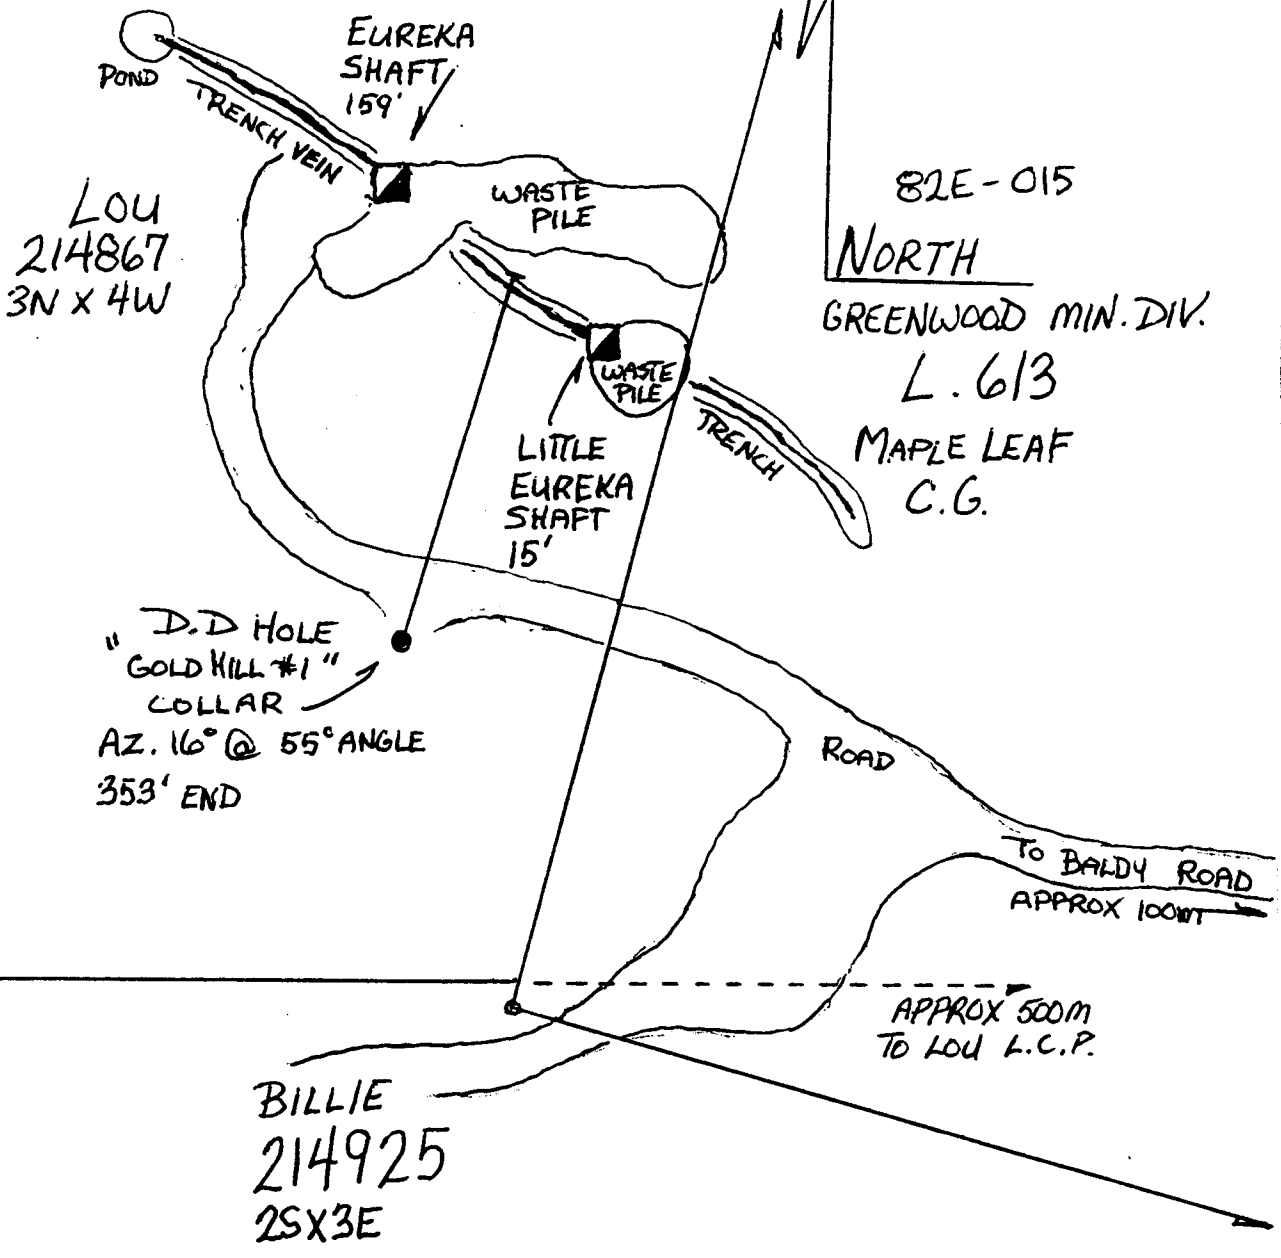 EUREKA
SHAFT
159'
POND
TRENCH VEIN
WASTE
PILE
LOU
214867
3N X 4W
82E-015
NORTH
GREENWOOD MIN. DIV.
L. 613
MAPLE LEAF
C.G.
WASTE
PILE
TRENCH
LITTLE
EUREKA
SHAFT
15'
D.D HOLE
"GOLD HILL #1"
COLLAR
AZ. 16° @ 55° ANGLE
353' END
ROAD
TO BALDY ROAD
APPROX 100MT
APPROX 500M
TO LOU L.C.P.
BILLIE
214925
2S X 3E